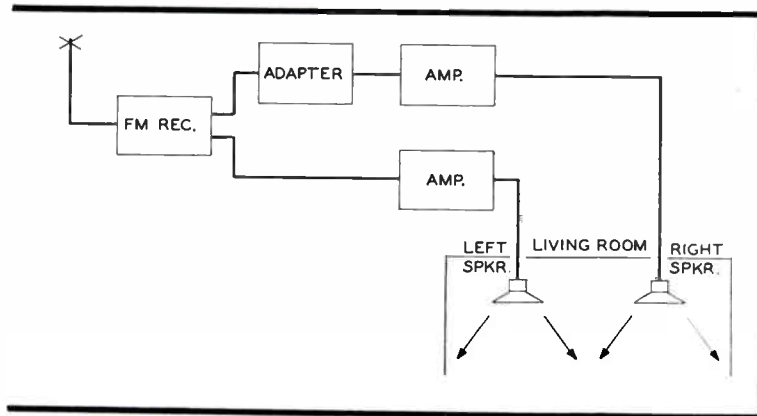 ADAPTER
AMP.
FM REC.
AMP.
LEFT
SPKR.
LIVING ROOM
RIGHT
SPKR.